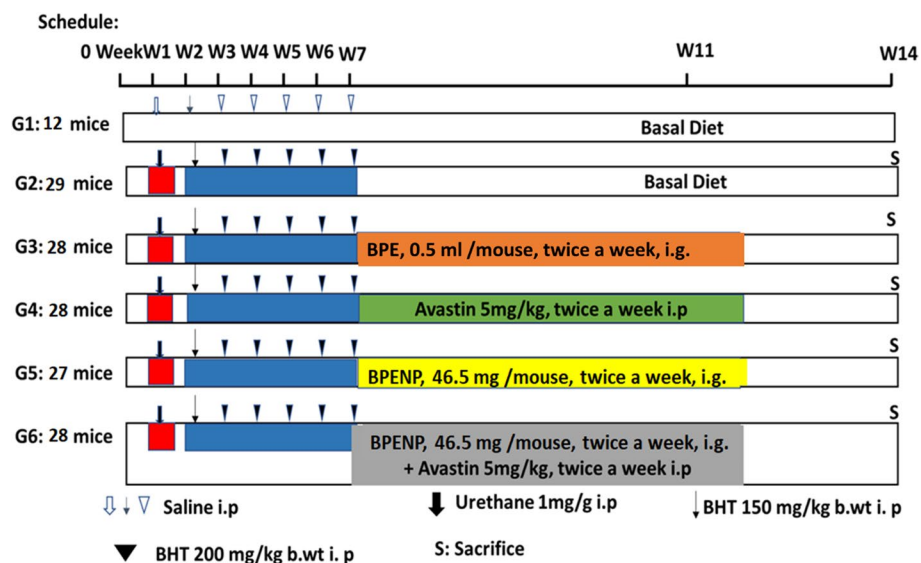 Schedule:
0 Week W1 W2 W3 W4 W5 W6 W7 W11 W14
G1: 12 mice Basal Diet
S
G2: 29 mice Basal Diet
S
G3: 28 mice BPE, 0.5 ml /mouse, twice a week, i.g.
S
G4: 28 mice Avastin 5mg/kg, twice a week i.p
S
G5: 27 mice BPENP, 46.5 mg /mouse, twice a week, i.g.
S
G6: 28 mice BPENP, 46.5 mg /mouse, twice a week, i.g.
+ Avastin 5mg/kg, twice a week i.p
Saline i.p Urethane 1mg/g i.p BHT 150 mg/kg b.wt i. p
BHT 200 mg/kg b.wt i. p S: Sacrifice